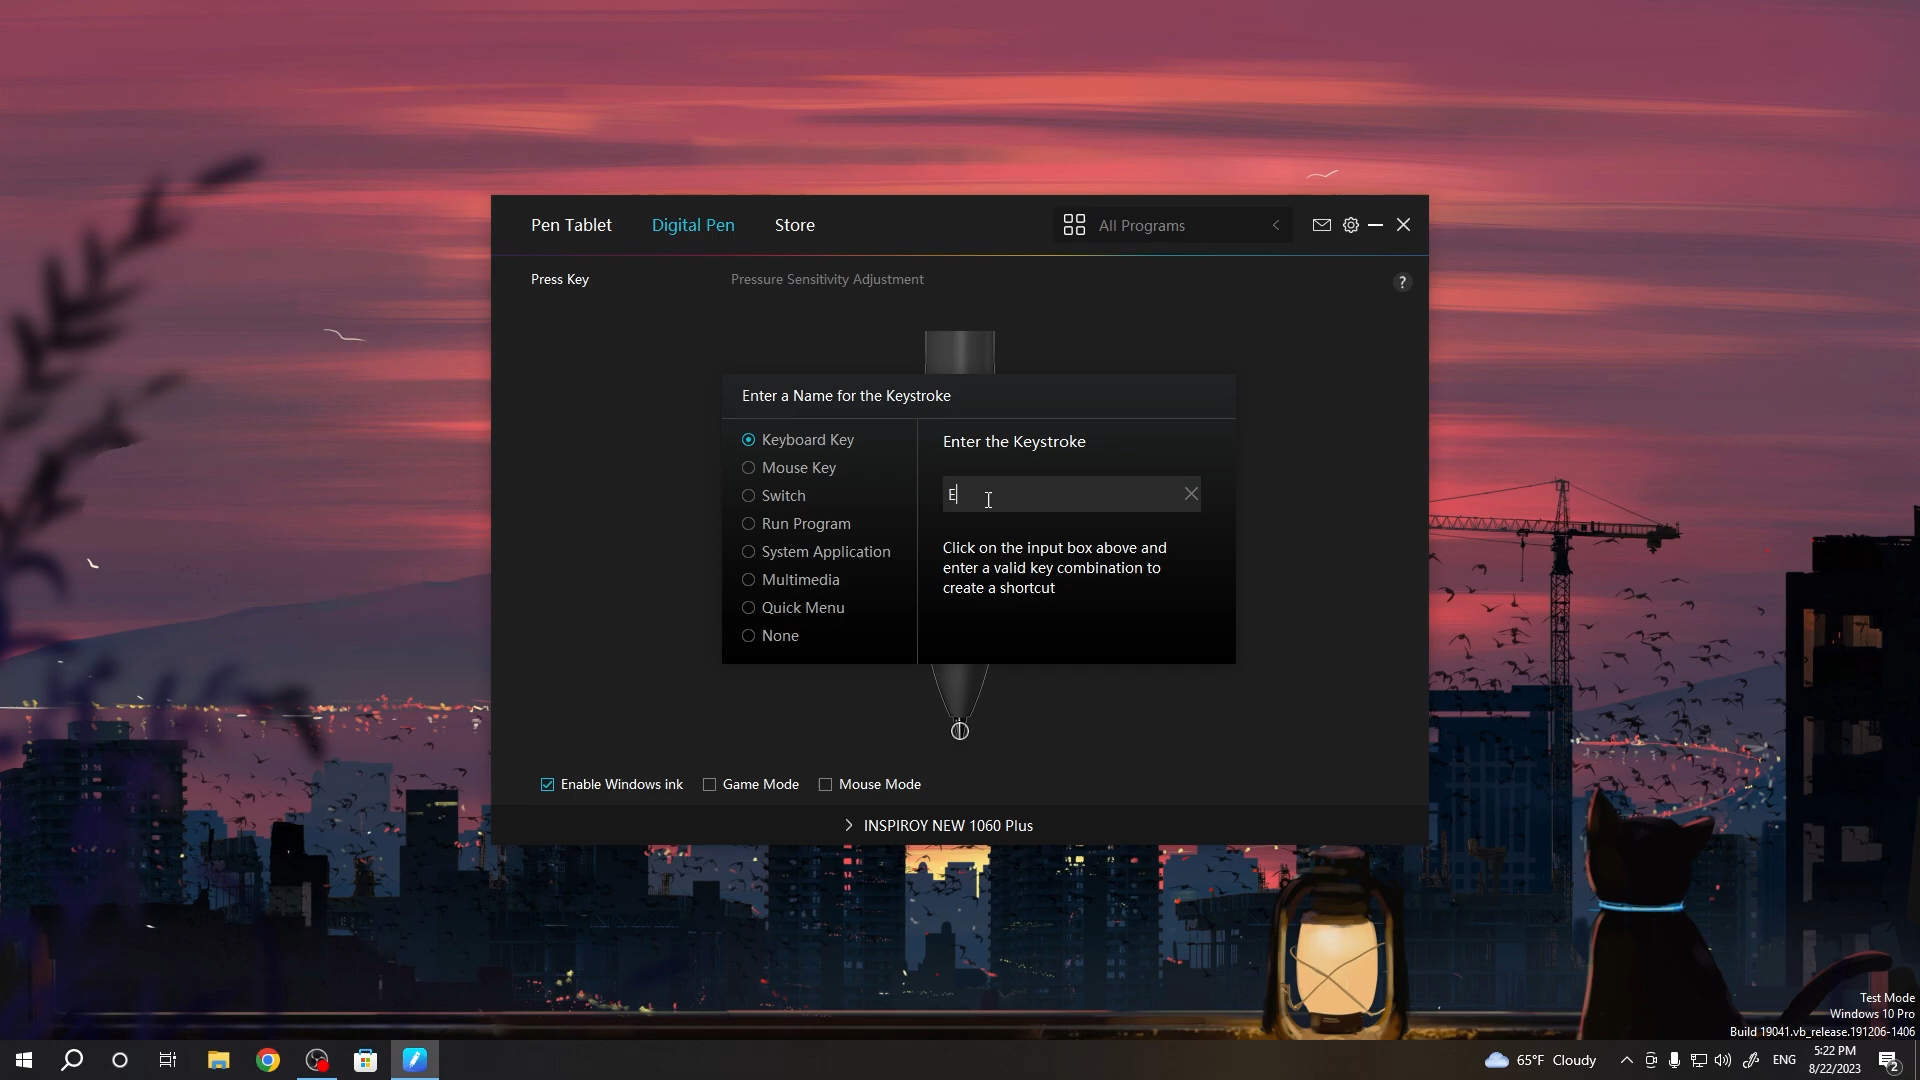 Pen Tablet
Digital Pen
Store
All Programs
Press Key
Pressure Sensitivity Adjustment
?
Enter a Name for the Keystroke
Keyboard Key
Mouse Key
Switch
Run Program
System Application
Multimedia
Quick Menu
None
Enter the Keystroke
E
Click on the input box above and
enter a valid key combination to
create a shortcut
Enable Windows ink
Game Mode
Mouse Mode
INSPIROY NEW 1060 Plus
Test Mode
Windows 10 Pro
Build 19041.vb_release.191206-1406
65°F Cloudy
ENG
5:22 PM
8/22/2023
2